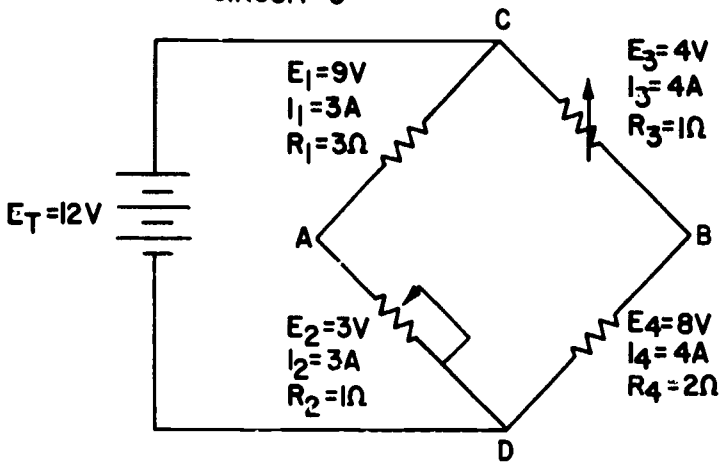 C
E₁=9V
I₁=3A
R₁=3Ω
E₃=4V
I₃=4A
R₃=1Ω
E_T=12V
A
B
E₂=3V
I₂=3A
R₂=1Ω
E₄=8V
I₄=4A
R₄=2Ω
D